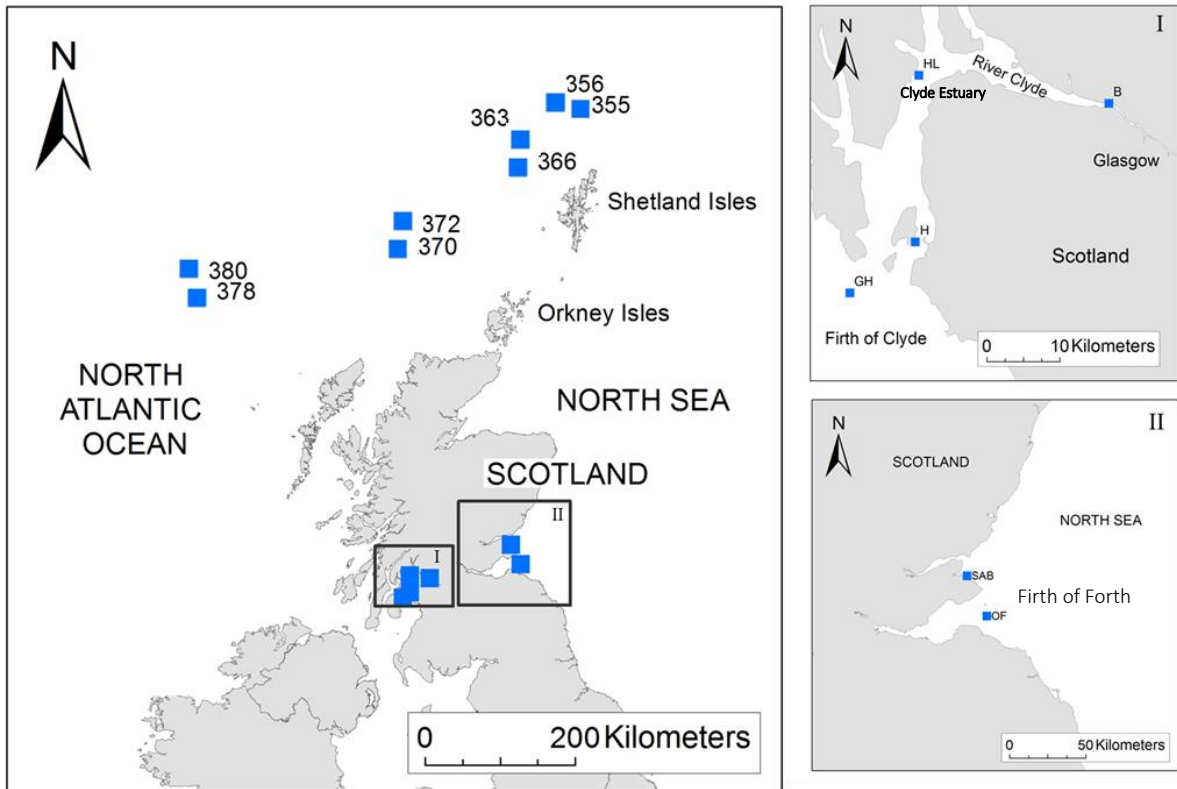 N
356
355
363
366
Shetland Isles
372
370
380
378
Orkney Isles
NORTH
ATLANTIC
OCEAN
NORTH SEA
SCOTLAND
I
II
0 200 Kilometers
I
N
HL
Clyde Estuary
River Clyde
B
Glasgow
H
Scotland
GH
Firth of Clyde
0 10 Kilometers
II
N
SCOTLAND
NORTH SEA
SAB
Firth of Forth
OF
0 50 Kilometers